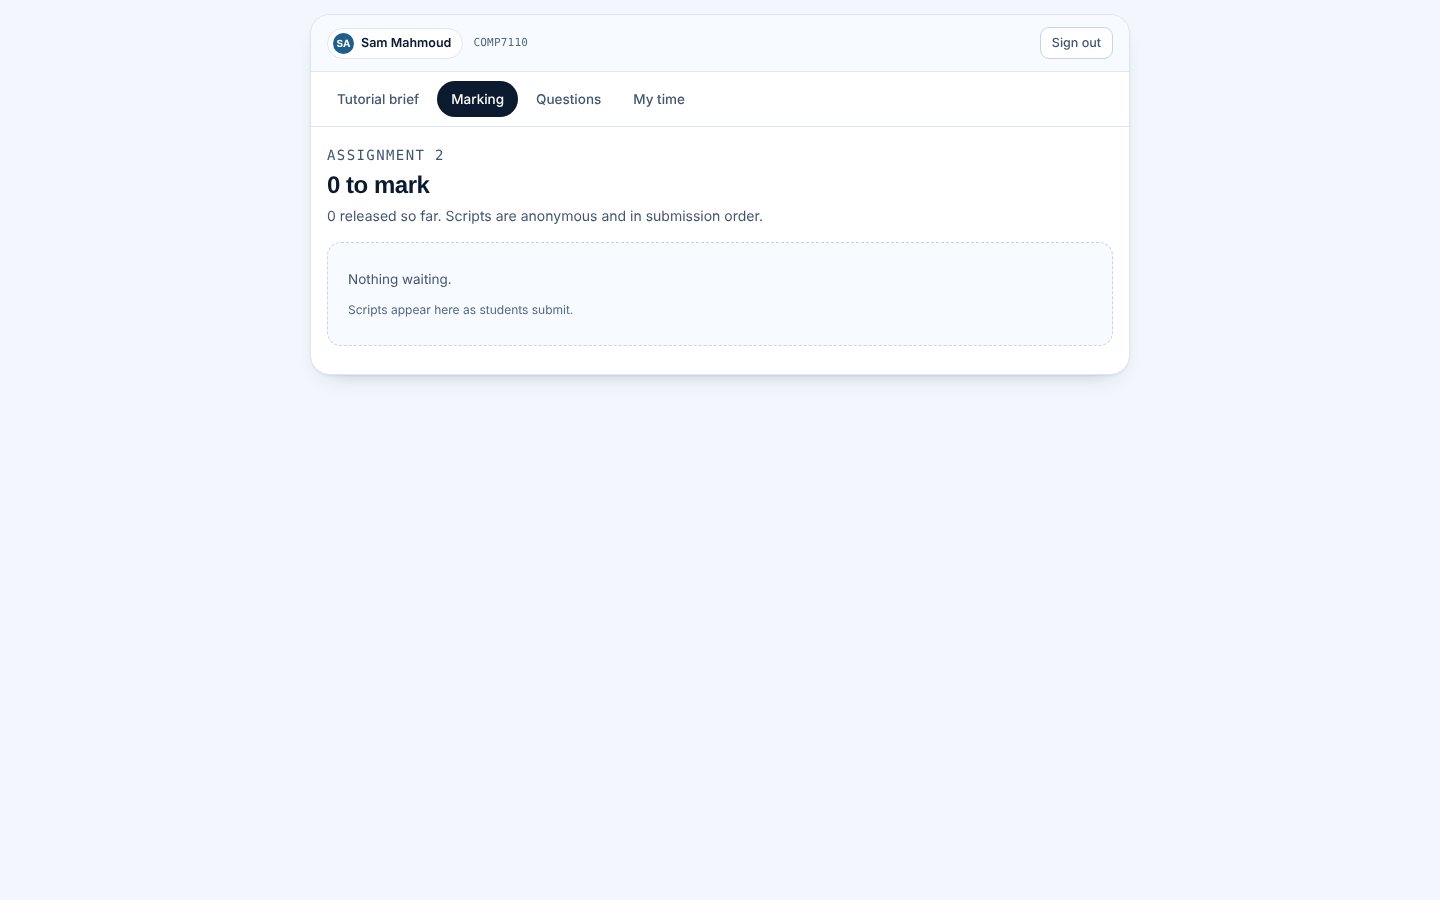 SA Sam Mahmoud COMP7110 Sign out
Tutorial brief Marking Questions My time
ASSIGNMENT 2
0 to mark
0 released so far. Scripts are anonymous and in submission order.
Nothing waiting.
Scripts appear here as students submit.